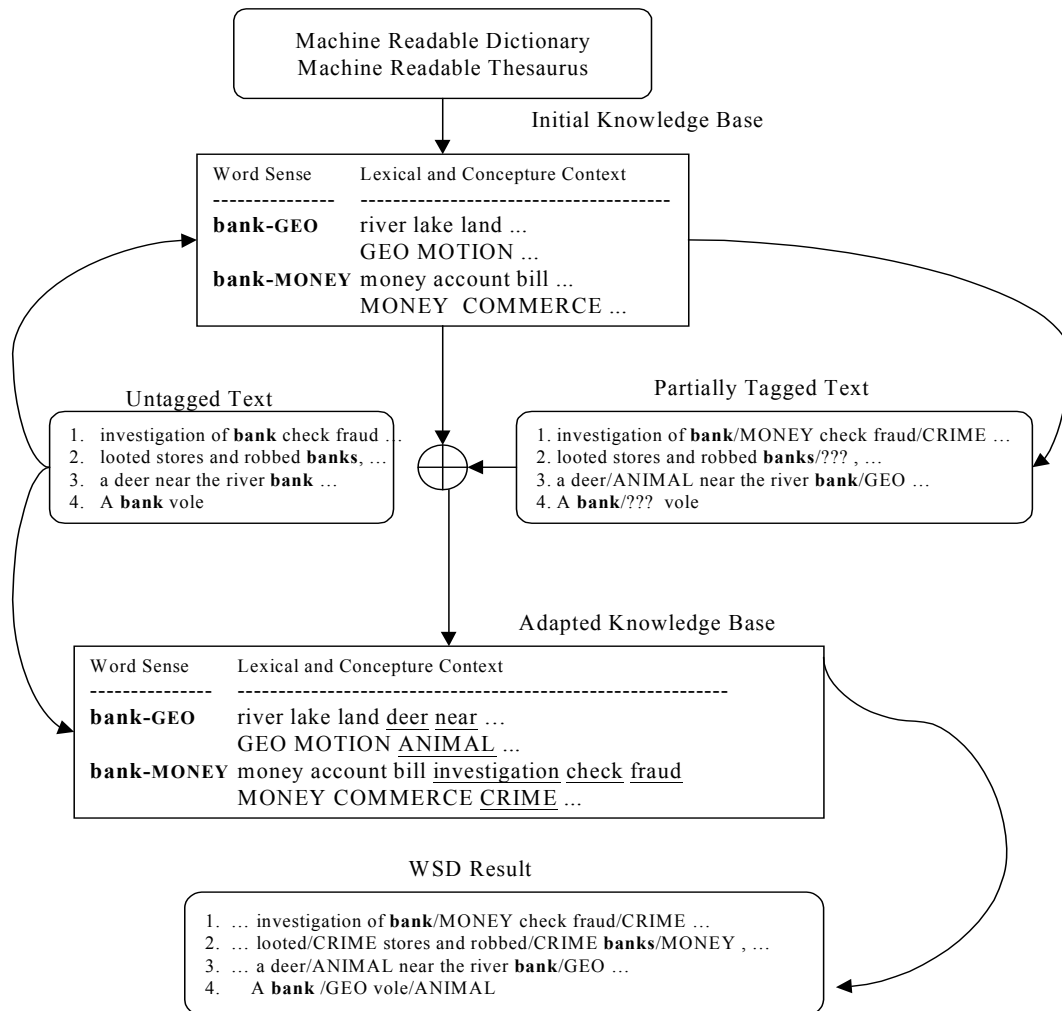 Machine Readable Dictionary
Machine Readable Thesaurus
Initial Knowledge Base
Word Sense Lexical and Concepture Context
--------------- --------------------------------------
bank-GEO river lake land ...
GEO MOTION ...
bank-MONEY money account bill ...
MONEY COMMERCE ...
Untagged Text
1. investigation of bank check fraud …
2. looted stores and robbed banks, …
3. a deer near the river bank …
4. A bank vole
Partially Tagged Text
1. investigation of bank/MONEY check fraud/CRIME …
2. looted stores and robbed banks/??? , …
3. a deer/ANIMAL near the river bank/GEO …
4. A bank/??? vole
Adapted Knowledge Base
Word Sense Lexical and Concepture Context
--------------- ------------------------------------------------------------
bank-GEO river lake land deer near …
GEO MOTION ANIMAL ...
bank-MONEY money account bill investigation check fraud
MONEY COMMERCE CRIME ...
WSD Result
1. … investigation of bank/MONEY check fraud/CRIME …
2. … looted/CRIME stores and robbed/CRIME banks/MONEY , …
3. … a deer/ANIMAL near the river bank/GEO …
4. A bank /GEO vole/ANIMAL